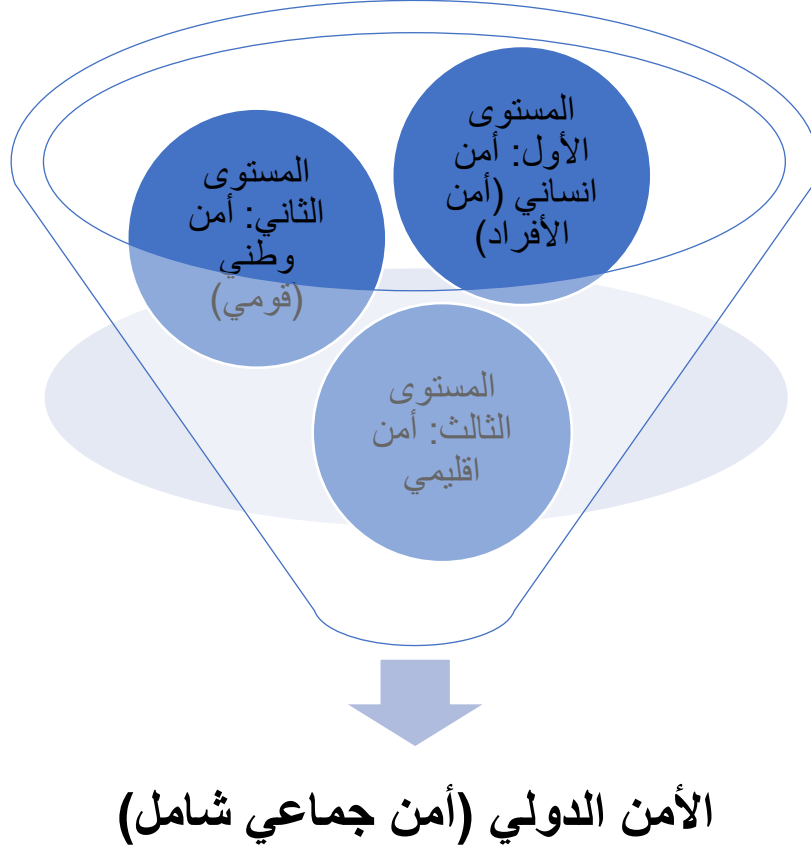 المستوى
الأول: أمن
انساني (أمن
الأفراد)
المستوى
الثاني: أمن
وطني
(قومي)
المستوى
الثالث: أمن
اقليمي
الأمن الدولي (أمن جماعي شامل)